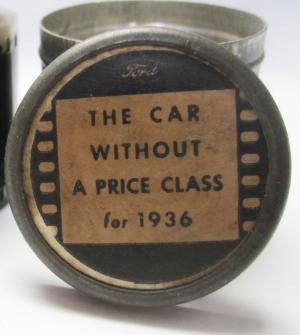 Ford
THE CAR
WITHOUT
A PRICE CLASS
for 1936